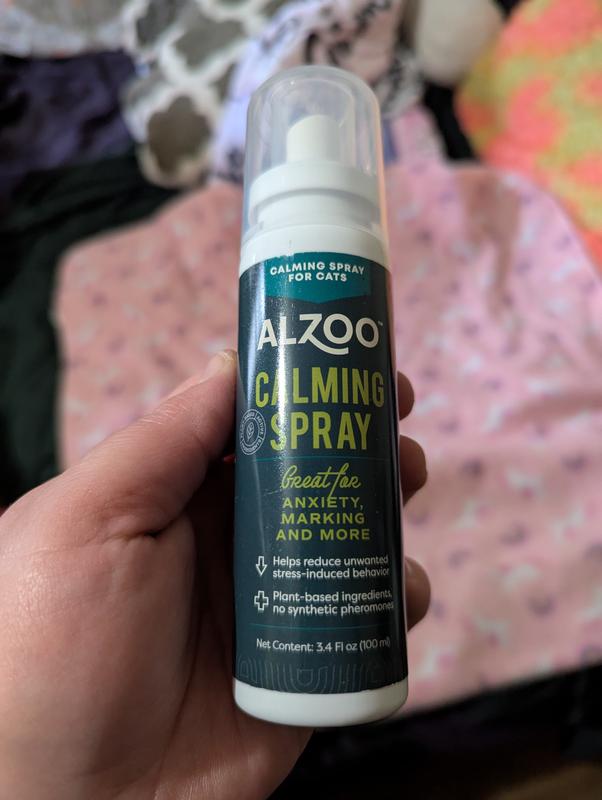 CALMING SPRAY
FOR CATS
ALZOO™
CALMING
SPRAY
Great for
ANXIETY,
MARKING
AND MORE
Helps reduce unwanted
stress-induced behavior
Plant-based ingredients,
no synthetic pheromones
Net Content: 3.4 Fl oz (100 ml)